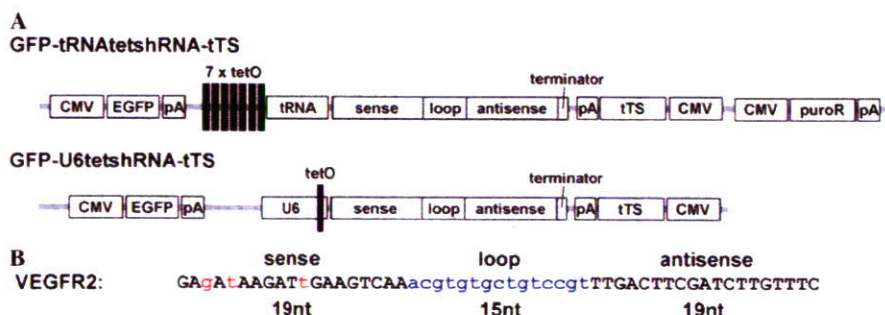 A
GFP-tRNAtetshRNA-tTS
7 x tetO
terminator
CMV EGFP pA tRNA sense loop antisense pA tTS CMV CMV puroR pA
GFP-U6tetshRNA-tTS
tetO
terminator
CMV EGFP pA U6 sense loop antisense pA tTS CMV
B sense loop antisense
VEGFR2: GAgAtAAGATtGAAGTCAAacgtgtgctgtccgtTTGACTTCGATCTTGTTTC
19nt 15nt 19nt